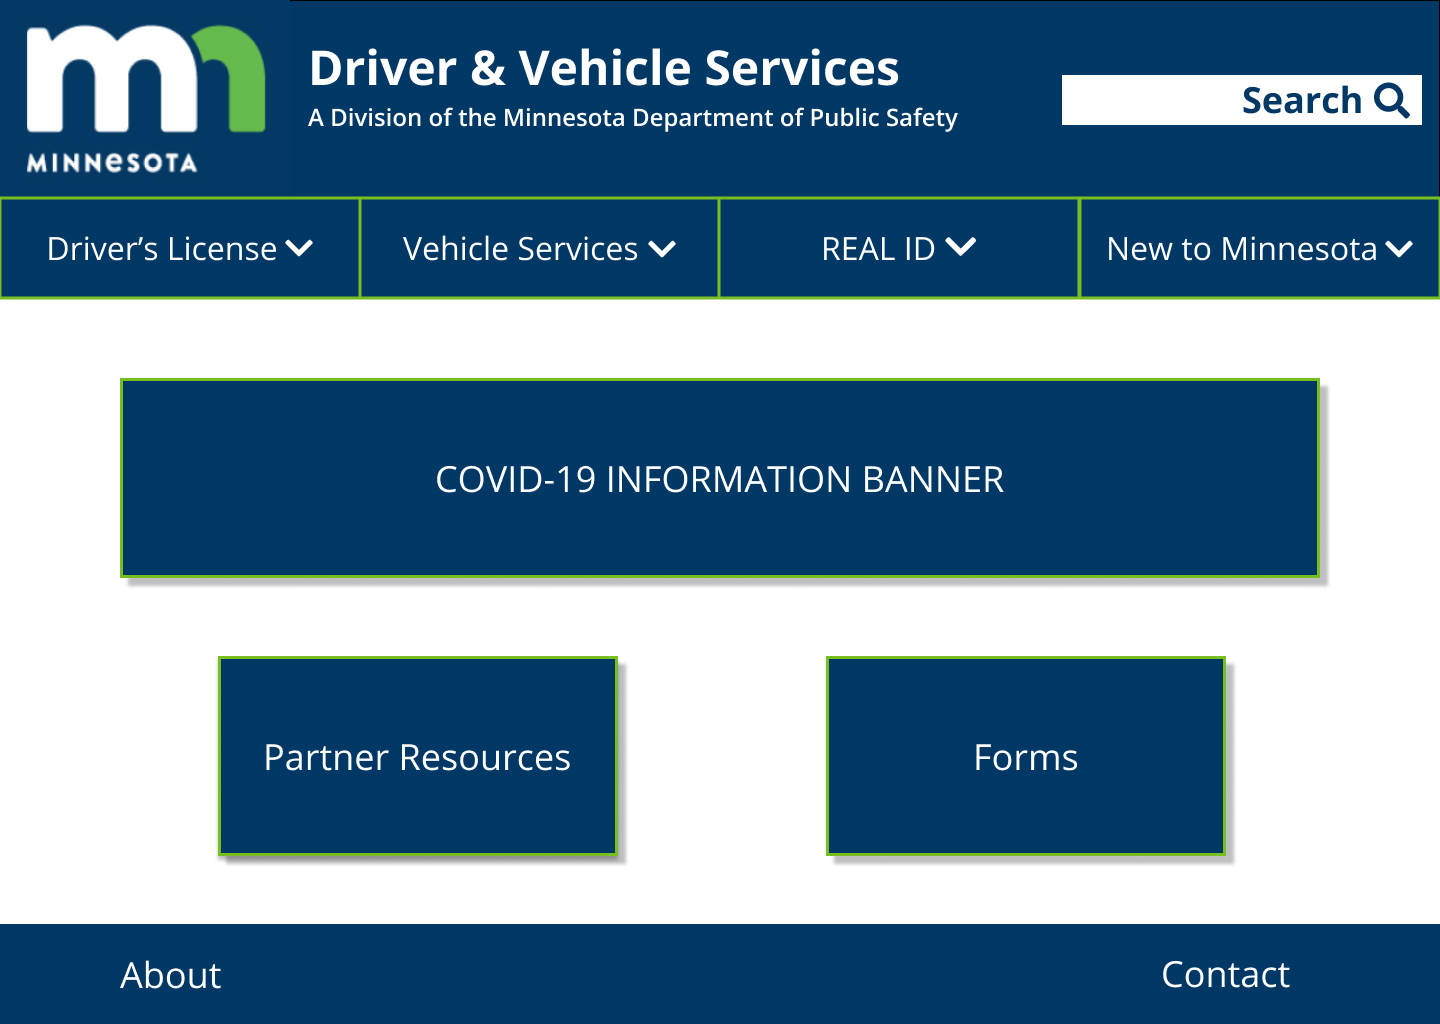 MINNeSOTA
Driver & Vehicle Services
A Division of the Minnesota Department of Public Safety
Search
Driver’s License
Vehicle Services
REAL ID
New to Minnesota
COVID-19 INFORMATION BANNER
Partner Resources
Forms
About
Contact